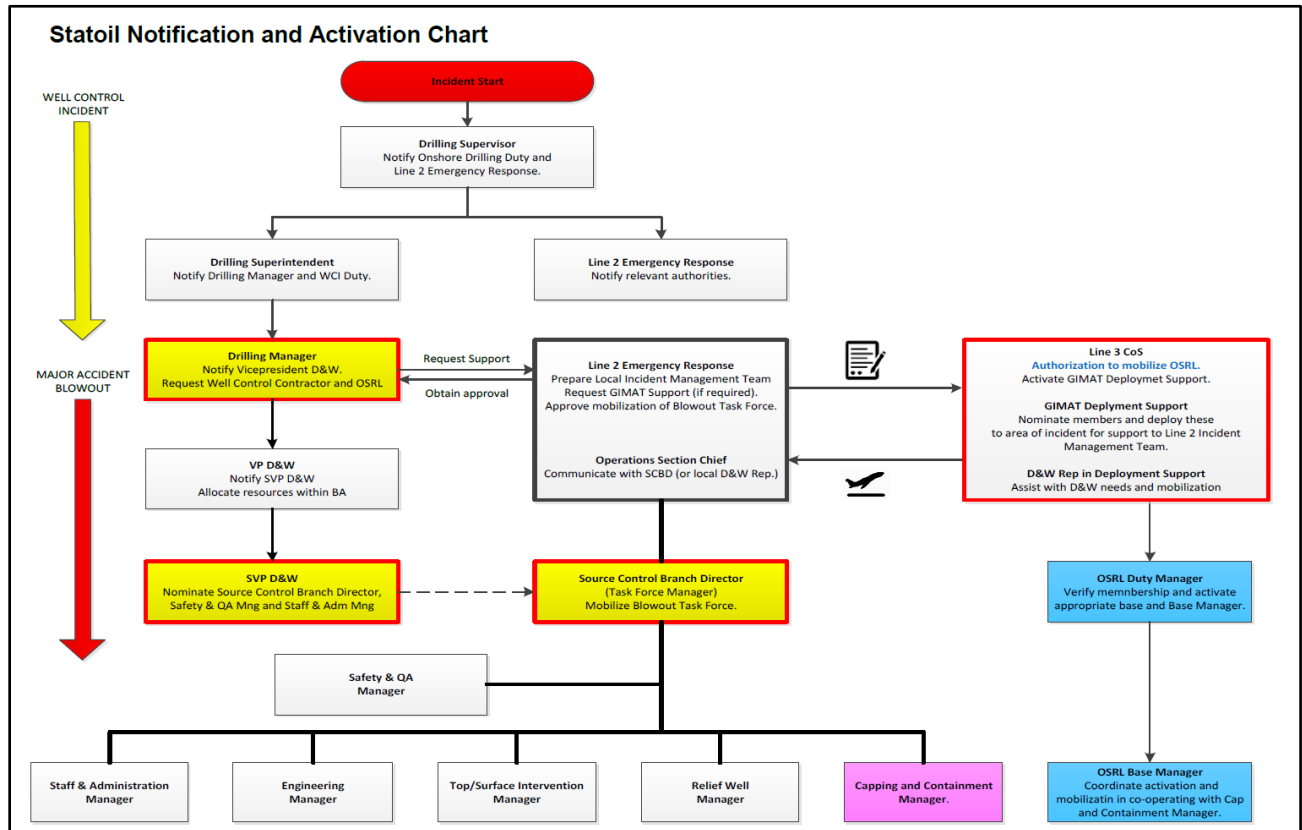 Statoil Notification and Activation Chart
Incident Start
WELL CONTROL
INCIDENT
Drilling Supervisor
Notify Onshore Drilling Duty and
Line 2 Emergency Response.
Drilling Superintendent
Notify Drilling Manager and WCI Duty.
Line 2 Emergency Response
Notify relevant authorities.
MAJOR ACCIDENT
BLOWOUT
Drilling Manager
Notify Vicepresident D&W.
Request Well Control Contractor and OSRL
Request Support
Obtain approval
Line 2 Emergency Response
Prepare Local Incident Management Team
Request GIMAT Support (if required).
Approve mobilization of Blowout Task Force.
Operations Section Chief
Communicate with SCBD (or local D&W Rep.)
Line 3 CoS
Authorization to mobilize OSRL.
Activate GIMAT Deploymet Support.
GIMAT Deplyment Support
Nominate members and deploy these
to area of incident for support to Line 2 Incident
Management Team.
D&W Rep in Deployment Support
Assist with D&W needs and mobilization
VP D&W
Notify SVP D&W
Allocate resources within BA
SVP D&W
Nominate Source Control Branch Director,
Safety & QA Mng and Staff & Adm Mng
Source Control Branch Director
(Task Force Manager)
Mobilize Blowout Task Force.
OSRL Duty Manager
Verify memnbership and activate
appropriate base and Base Manager.
Safety & QA
Manager
Staff & Administration
Manager
Engineering
Manager
Top/Surface Intervention
Manager
Relief Well
Manager
Capping and Containment
Manager.
OSRL Base Manager
Coordinate activation and
mobilizatin in co-operating with Cap
and Containment Manager.